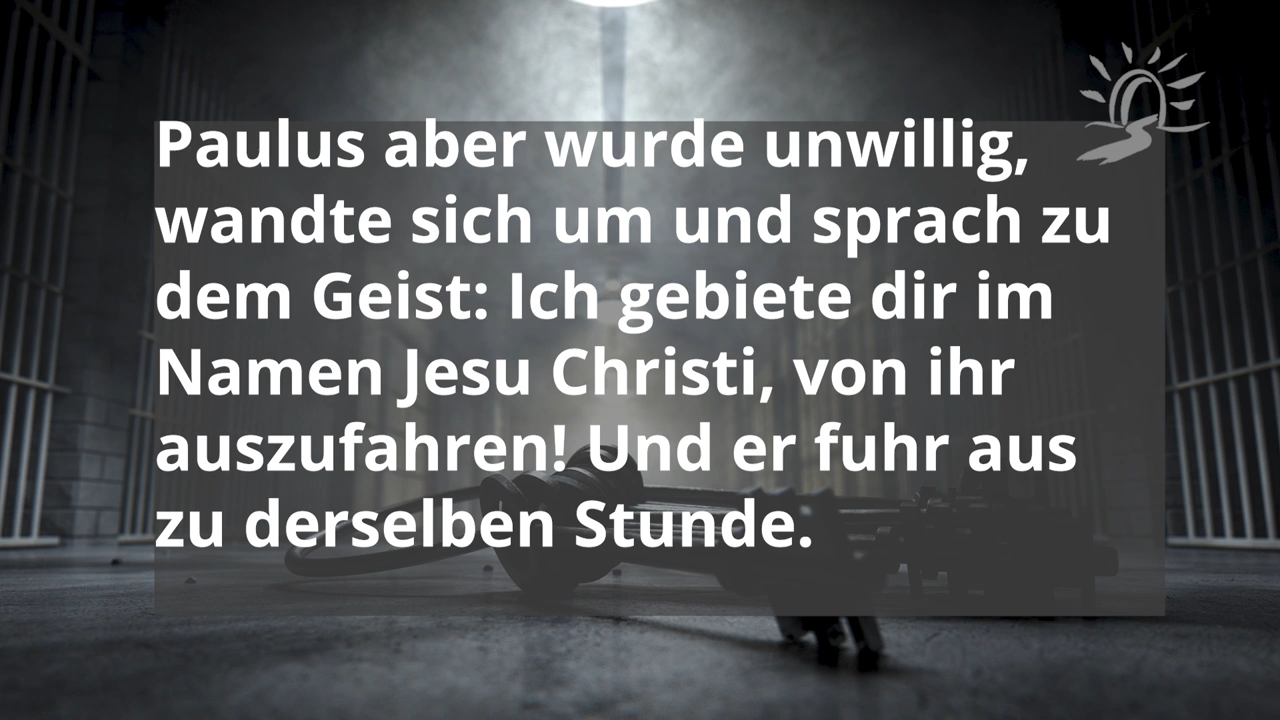 Paulus aber wurde unwillig,
wandte sich um und sprach zu
dem Geist: Ich gebiete dir im
Namen Jesu Christi, von ihr
auszufahren! Und er fuhr aus
zu derselben Stunde.